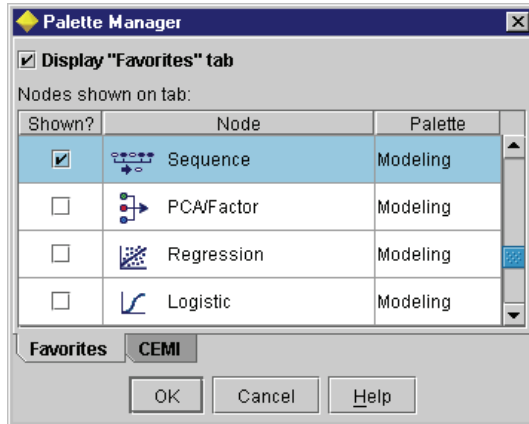 Palette Manager
Display "Favorites" tab
Nodes shown on tab:
Shown? Node Palette
Sequence Modeling
PCA/Factor Modeling
Regression Modeling
Logistic Modeling
Favorites CEMI
OK Cancel Help